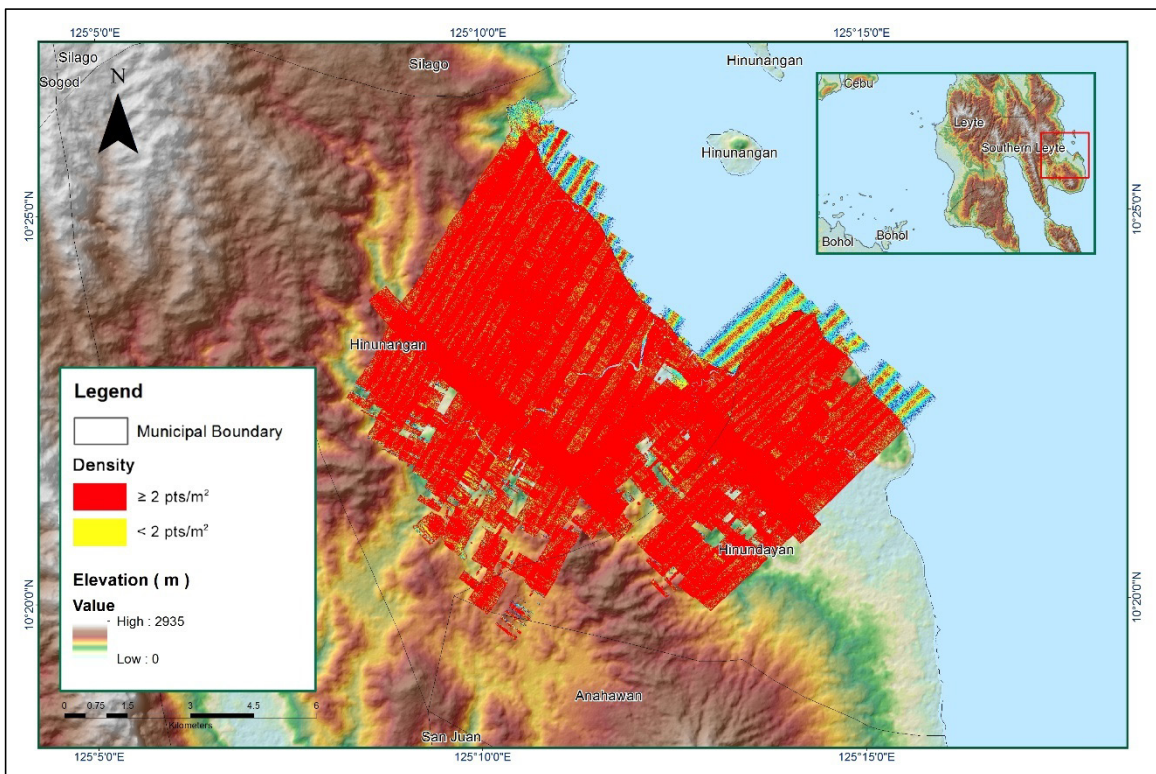 125°5'0"E
125°10'0"E
125°15'0"E
Silago
Sogod
N
Silago
Hinunangan
Cebu
Leyte
Southern Leyte
Bohol
Bohol
Hinunangan
10°25'0"N
10°25'0"N
Hinunangan
Legend
Municipal Boundary
Density
≥ 2 pts/m²
< 2 pts/m²
Elevation ( m )
Value
High : 2935
Low : 0
Hinundayan
10°20'0"N
10°20'0"N
Anahawan
San Juan
0 0.75 1.5 3 4.5 6
Kilometers
125°5'0"E
125°10'0"E
125°15'0"E